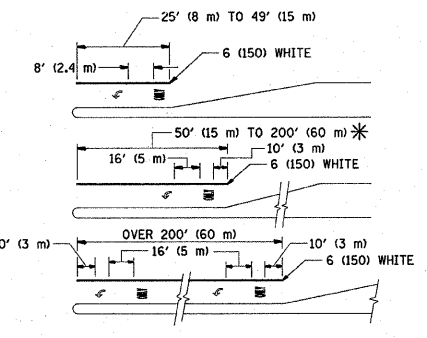 25' (8 m) TO 49' (15 m)
6 (150) WHITE
8' (2.4 m)
50' (15 m) TO 200' (60 m) *
16' (5 m)
10' (3 m)
6 (150) WHITE
OVER 200' (60 m)
0' (3 m)
16' (5 m)
10' (3 m)
6 (150) WHITE